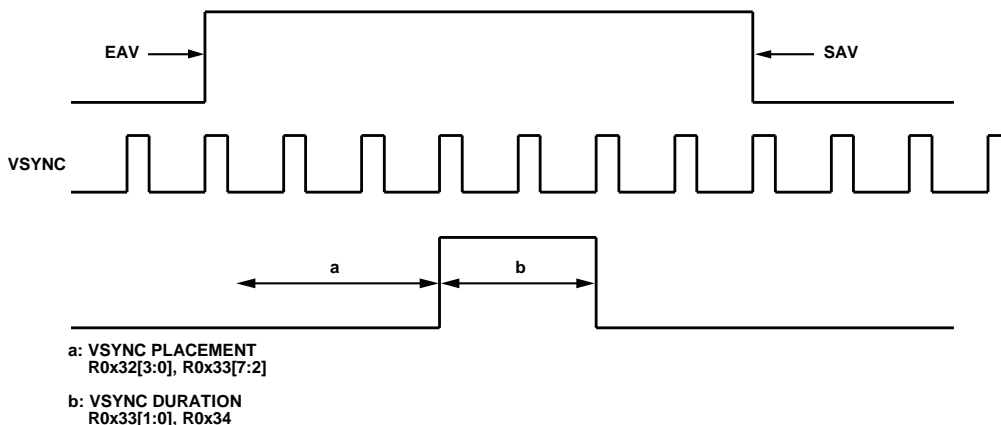 EAV
SAV
VSYNC
a
b
a: VSYNC PLACEMENT
R0x32[3:0], R0x33[7:2]
b: VSYNC DURATION
R0x33[1:0], R0x34